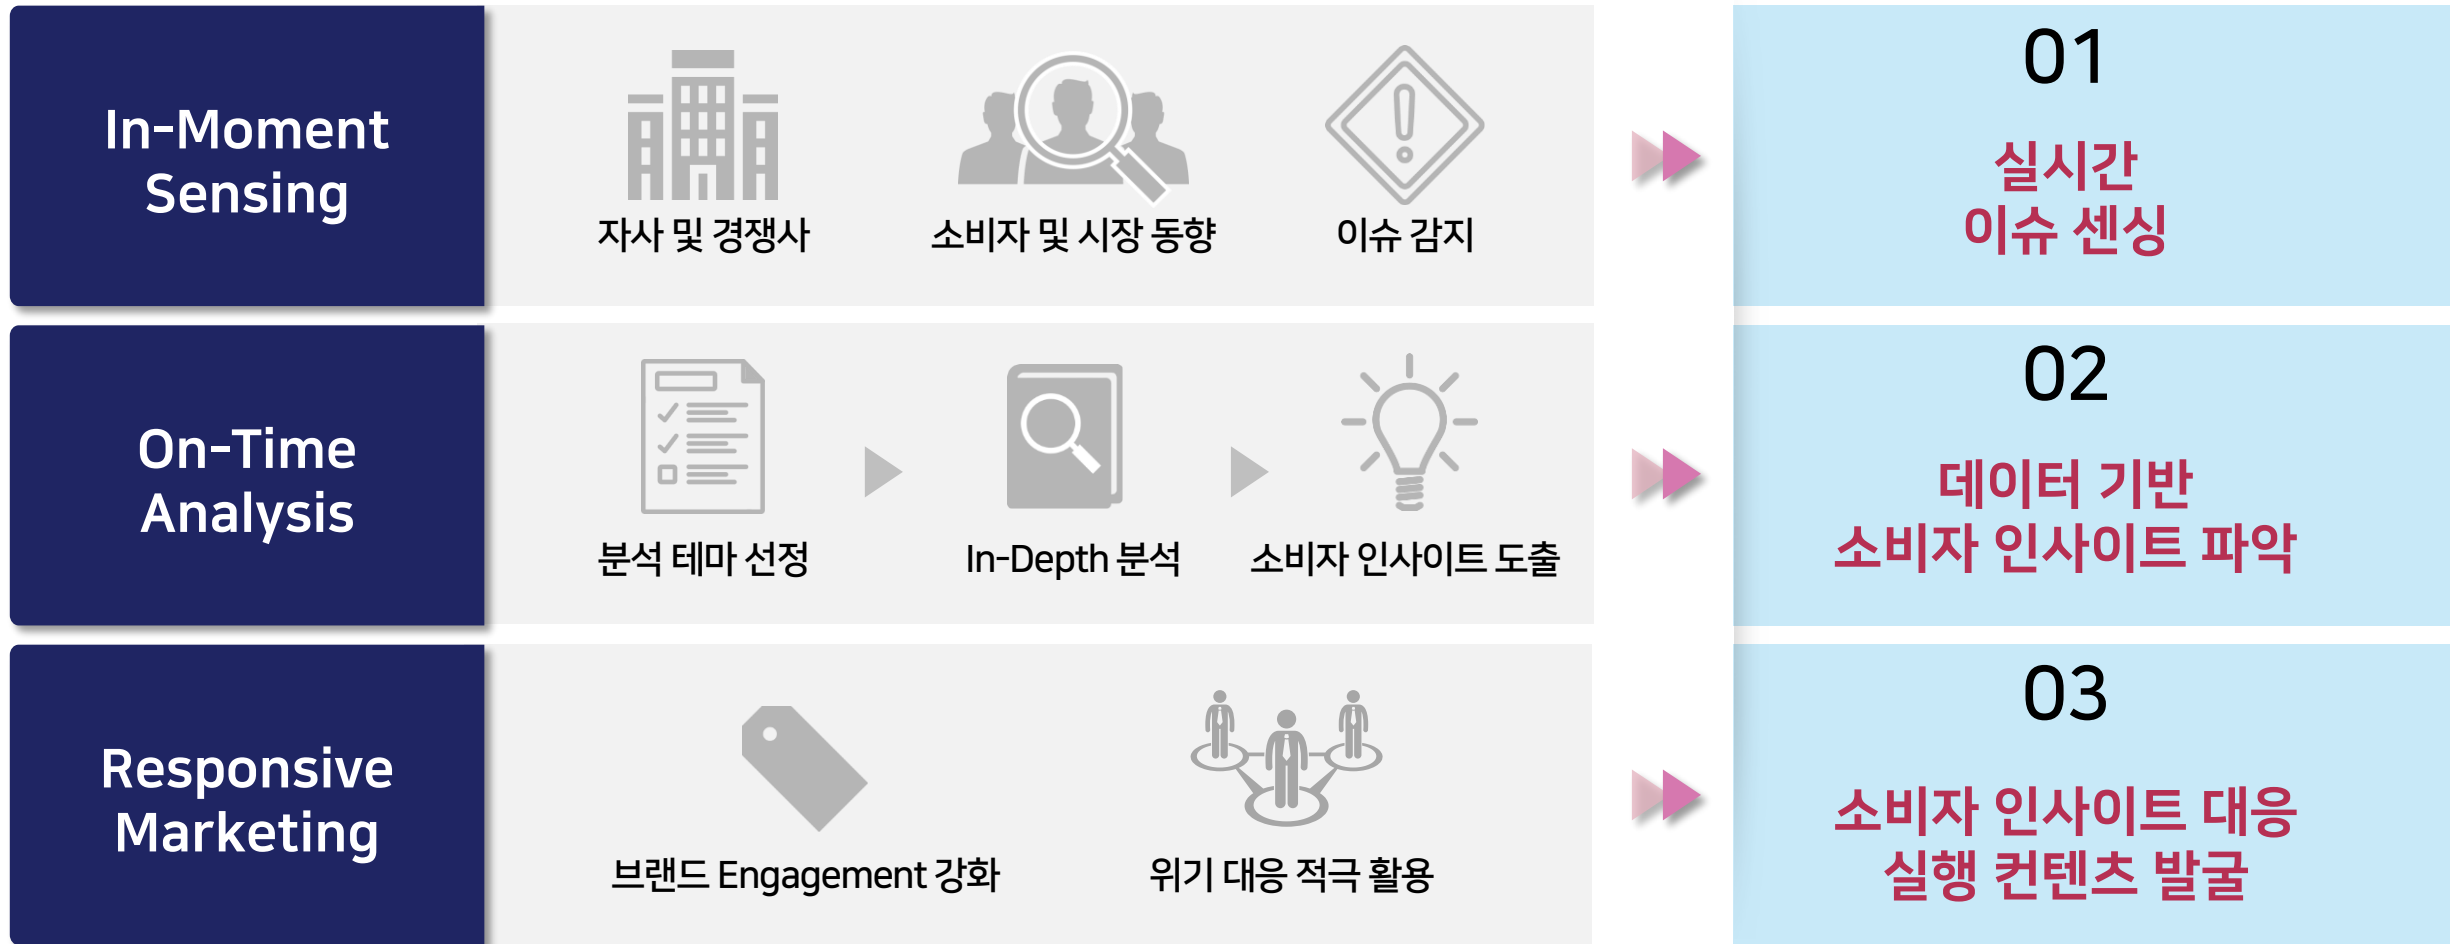 In-Moment
Sensing
자사 및 경쟁사
소비자 및 시장 동향
이슈 감지
01
실시간
이슈 센싱
On-Time
Analysis
분석 테마 선정
In-Depth 분석
소비자 인사이트 도출
02
데이터 기반
소비자 인사이트 파악
Responsive
Marketing
브랜드 Engagement 강화
위기 대응 적극 활용
03
소비자 인사이트 대응
실행 컨텐츠 발굴